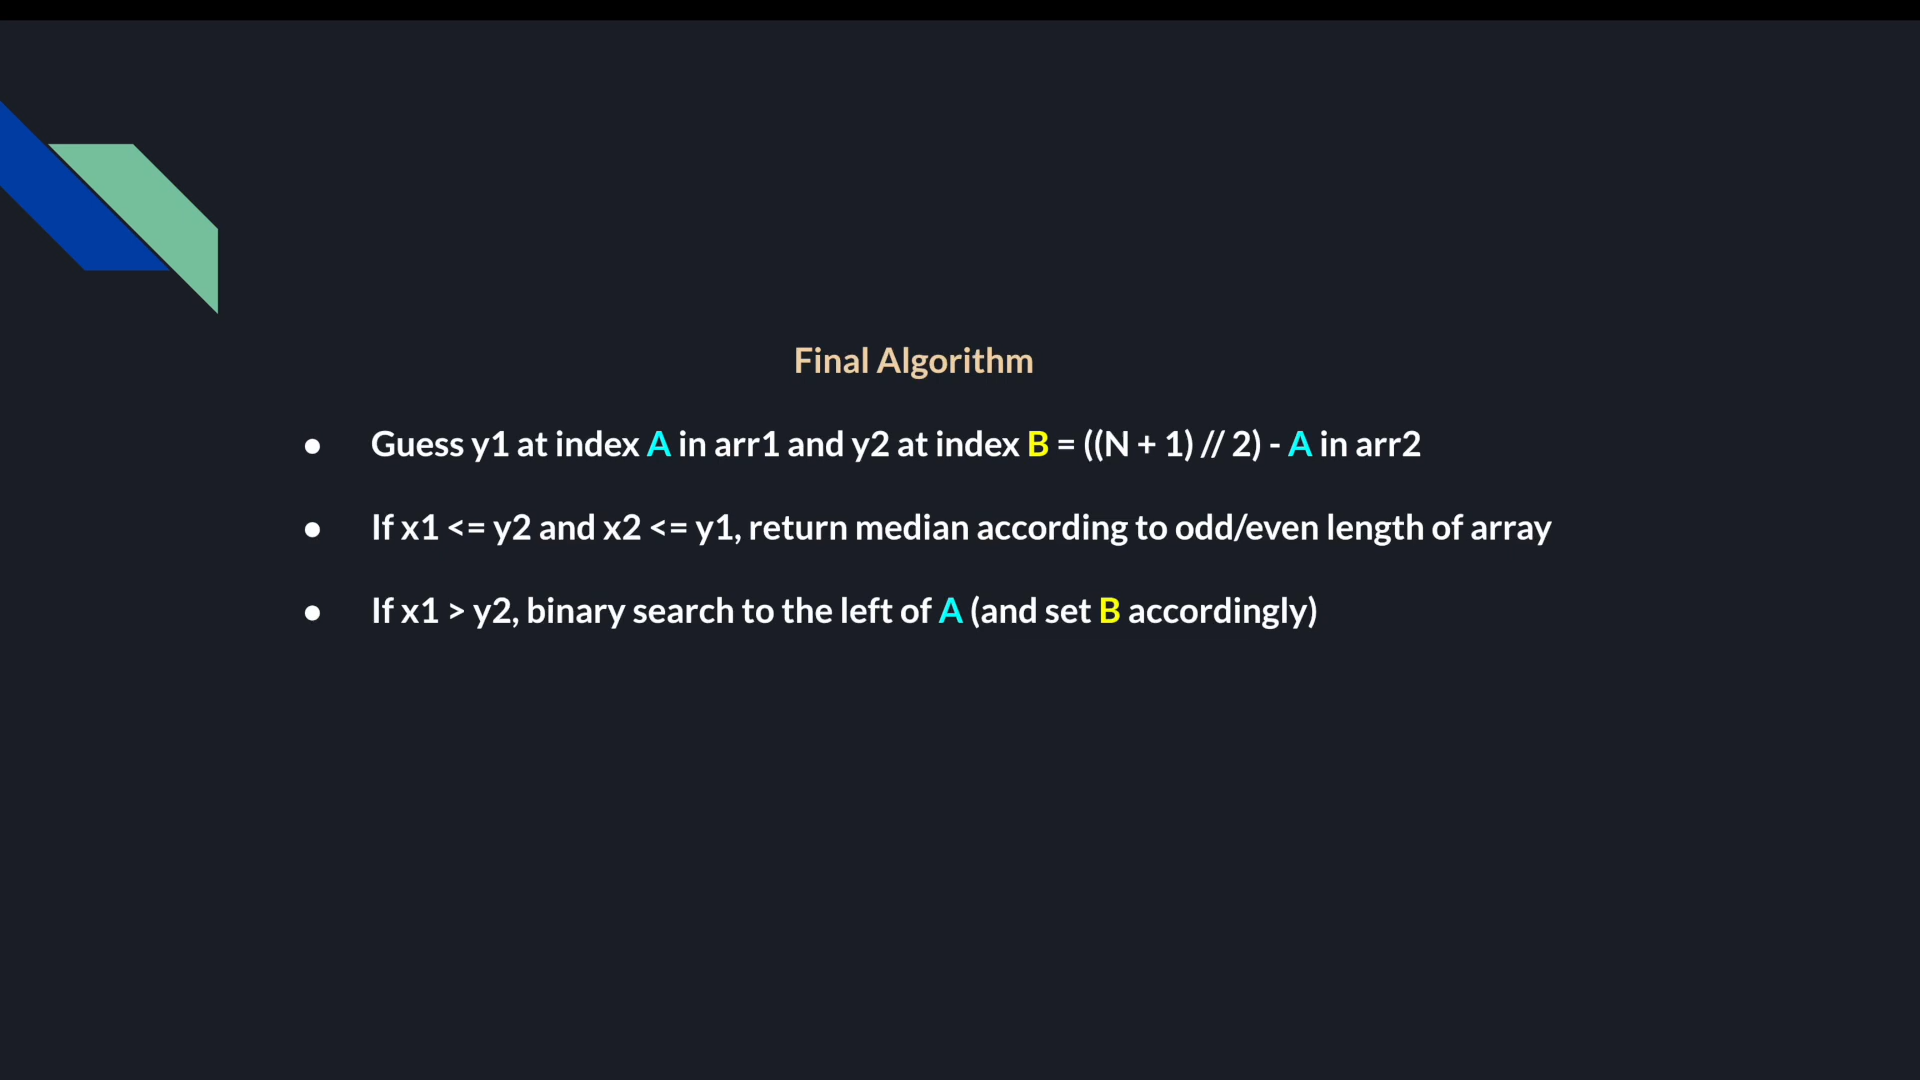 Final Algorithm
● Guess y1 at index A in arr1 and y2 at index B = ((N + 1) // 2) - A in arr2
● If x1 <= y2 and x2 <= y1, return median according to odd/even length of array
● If x1 > y2, binary search to the left of A (and set B accordingly)